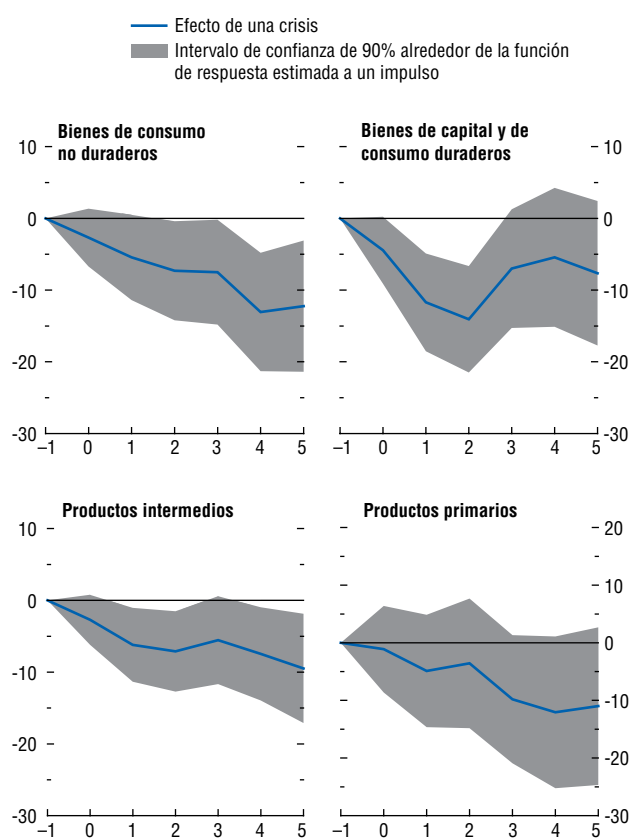 Efecto de una crisis
Intervalo de confianza de 90% alrededor de la función
de respuesta estimada a un impulso
Bienes de consumo
no duraderos
10
0
-10
-20
-30
–1 0 1 2 3 4 5
Bienes de capital y de
consumo duraderos
10
0
-10
-20
-30
–1 0 1 2 3 4 5
Productos intermedios
10
0
-10
-20
-30
–1 0 1 2 3 4 5
Productos primarios
20
10
0
-10
-20
-30
–1 0 1 2 3 4 5